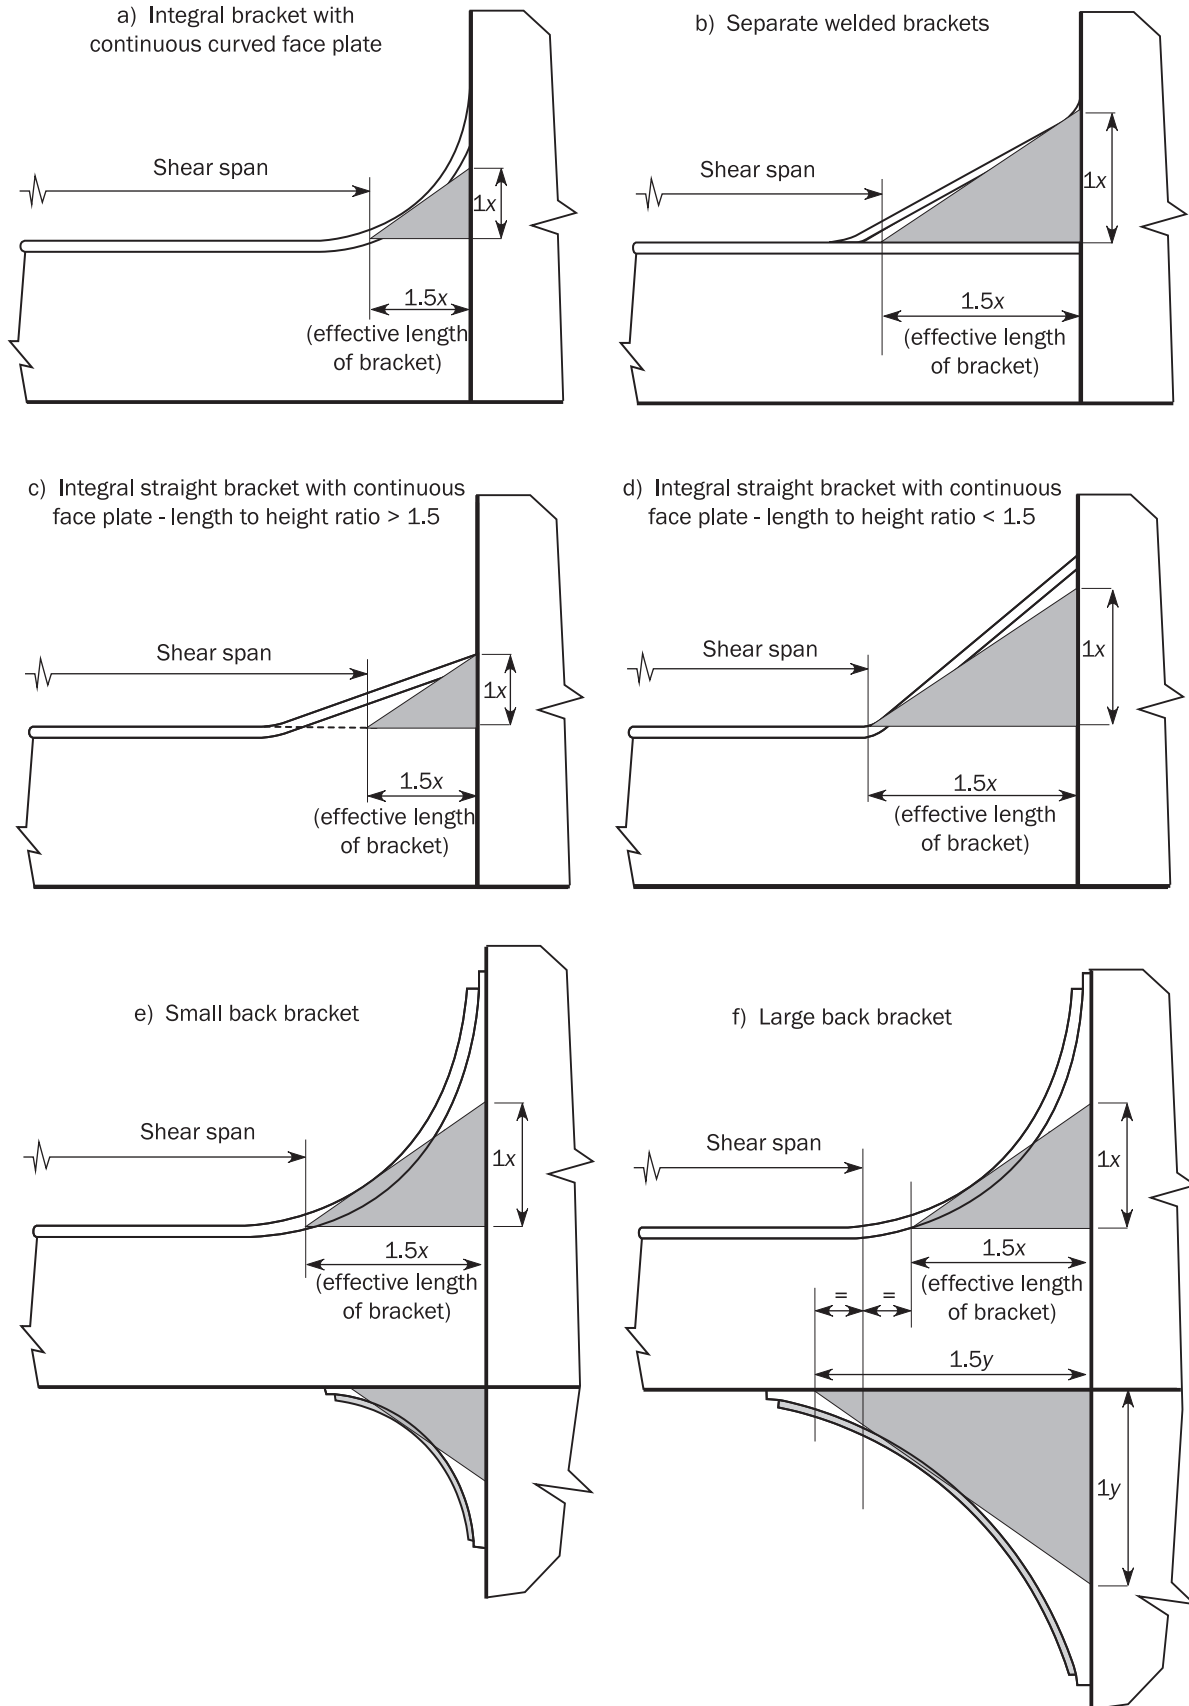 a) Integral bracket with
continuous curved face plate
Shear span
1x
1.5x
(effective length
of bracket)
b) Separate welded brackets
Shear span
1x
1.5x
(effective length
of bracket)
c) Integral straight bracket with continuous
face plate - length to height ratio > 1.5
Shear span
1x
1.5x
(effective length
of bracket)
d) Integral straight bracket with continuous
face plate - length to height ratio < 1.5
Shear span
1x
1.5x
(effective length
of bracket)
e) Small back bracket
Shear span
1x
1.5x
(effective length
of bracket)
f) Large back bracket
Shear span
1x
1.5x
(effective length
of bracket)
= =
1.5y
1y